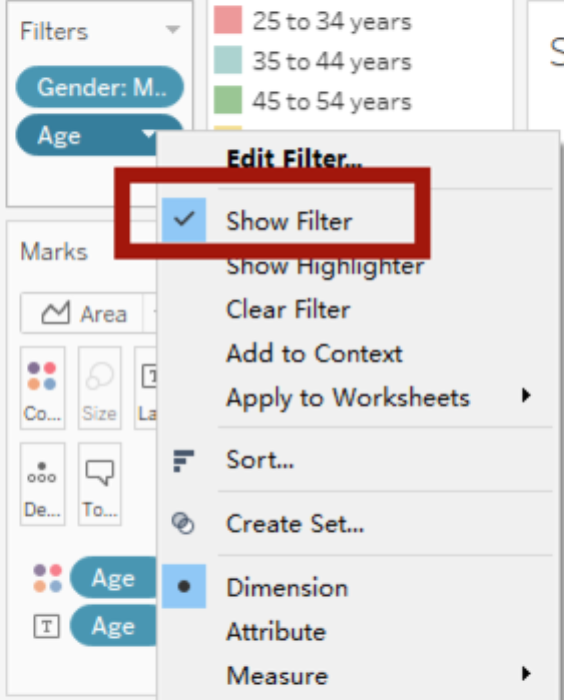 Filters
Gender: M..
Age
25 to 34 years
35 to 44 years
45 to 54 years
S
Edit Filter...
Show Filter
Show Highlighter
Clear Filter
Add to Context
Apply to Worksheets
Sort...
Create Set...
Dimension
Attribute
Measure
Marks
Area
Co...
Size
La
De...
To...
Age
T
Age